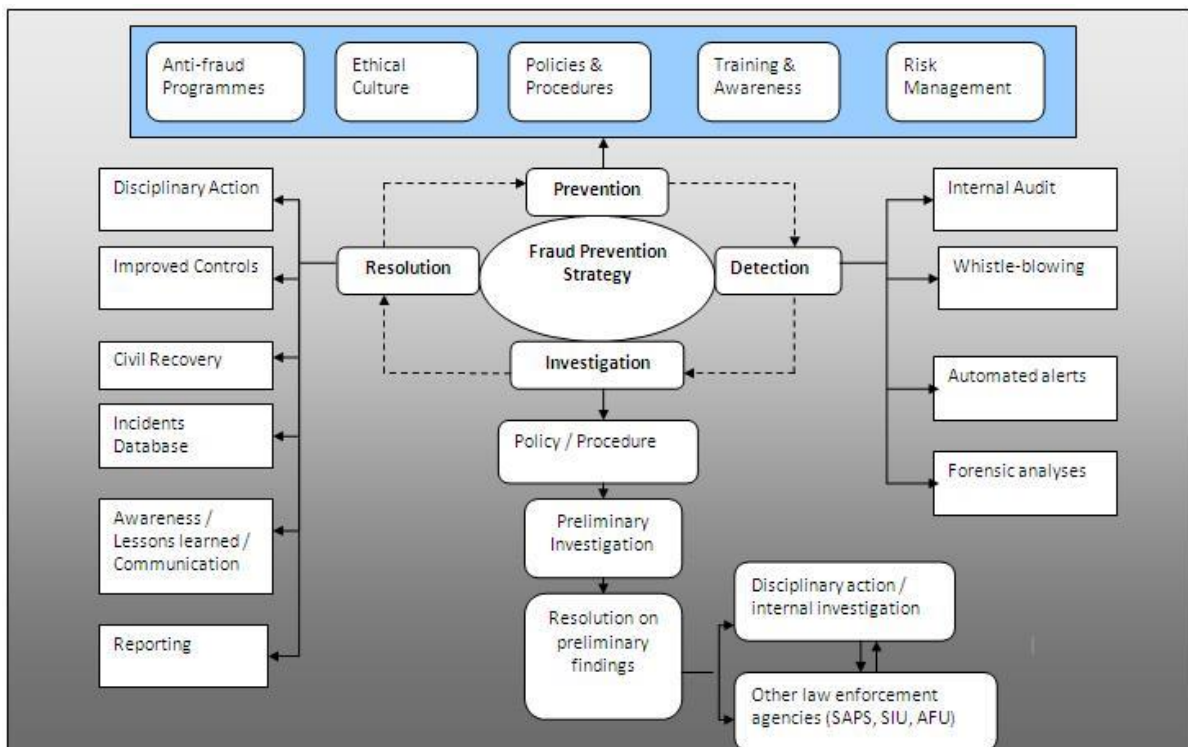 Anti-fraud
Programmes
Ethical
Culture
Policies &
Procedures
Training &
Awareness
Risk
Management
Prevention
Fraud Prevention
Strategy
Resolution
Detection
Investigation
Disciplinary Action
Improved Controls
Civil Recovery
Incidents
Database
Awareness /
Lessons learned /
Communication
Reporting
Internal Audit
Whistle-blowing
Automated alerts
Forensic analyses
Policy / Procedure
Preliminary
Investigation
Resolution on
preliminary
findings
Disciplinary action /
internal investigation
Other law enforcement
agencies (SAPS, SIU, AFU)